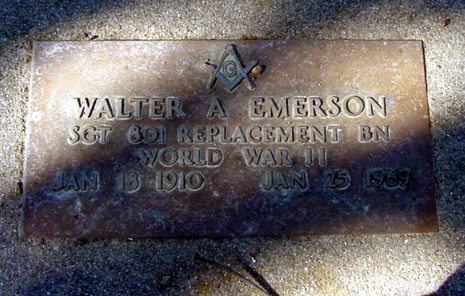 G
WALTER A EMERSON
SGT 801 REPLACEMENT BN
WORLD WAR II
JAN 13 1910 JAN 25 1969